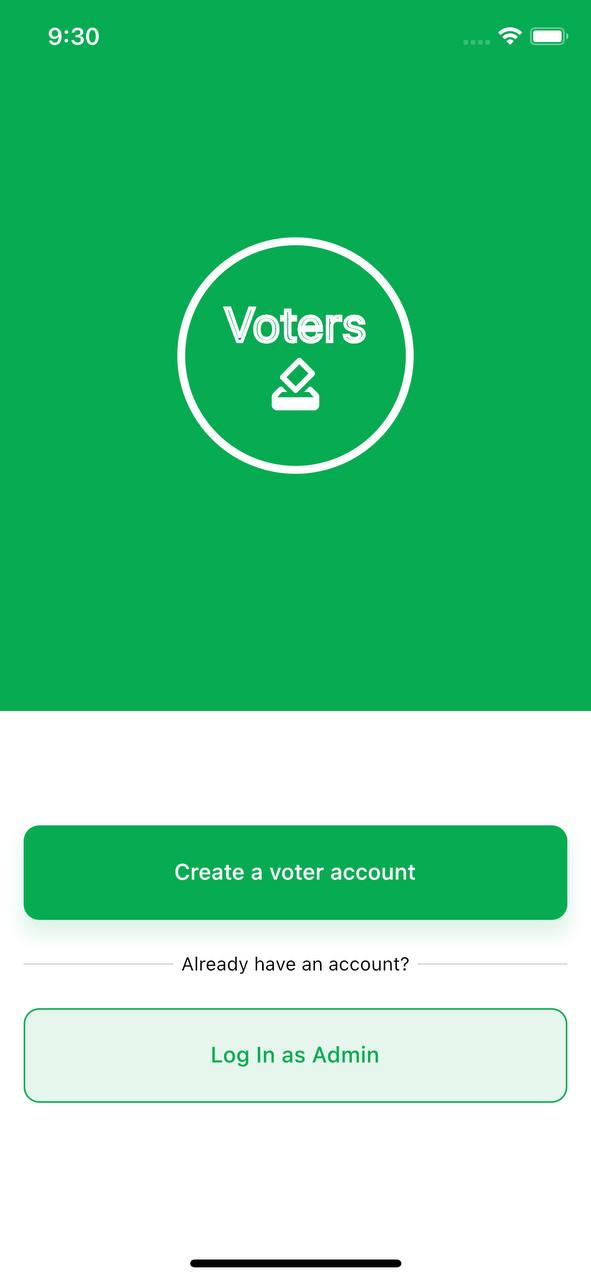 9:30
Voters
Create a voter account
Already have an account?
Log In as Admin